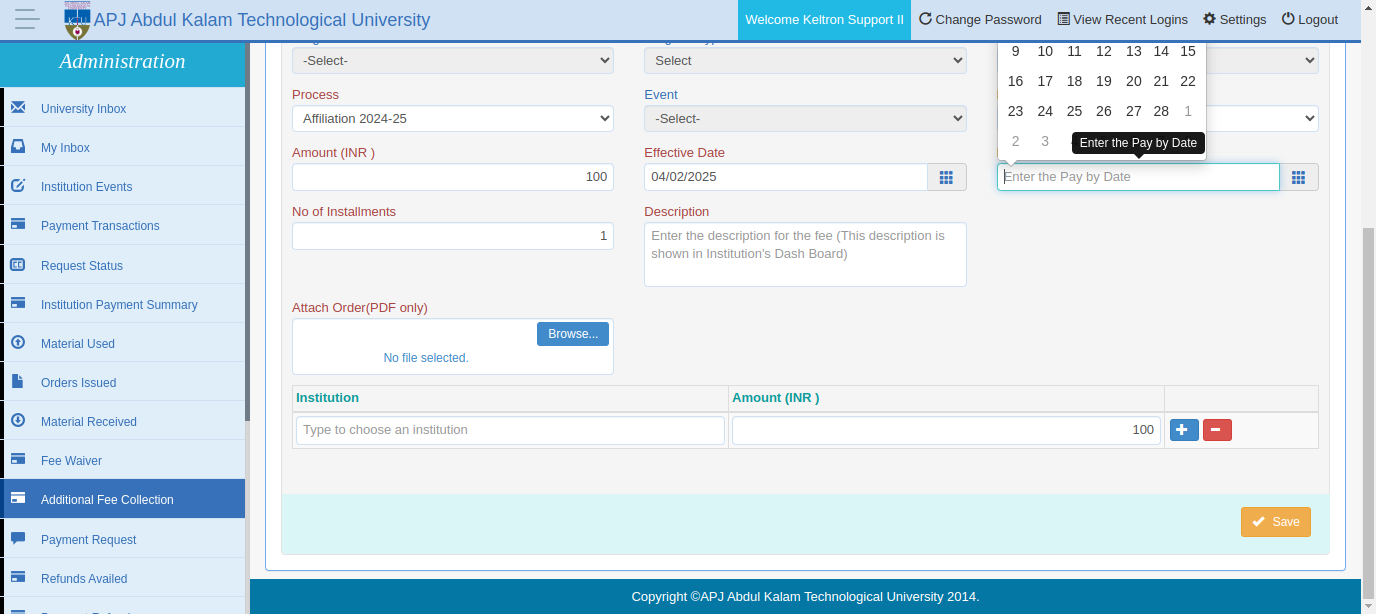 APJ Abdul Kalam Technological University
Welcome Keltron Support II
Change Password
View Recent Logins
Settings
Logout
Administration
University Inbox
My Inbox
Institution Events
Payment Transactions
Request Status
Institution Payment Summary
Material Used
Orders Issued
Material Received
Fee Waiver
Additional Fee Collection
Payment Request
Refunds Availed
-Select-
Select
9 10 11 12 13 14 15
16 17 18 19 20 21 22
23 24 25 26 27 28 1
2 3
Enter the Pay by Date
Process
Event
Affiliation 2024-25
-Select-
Amount (INR )
Effective Date
100
04/02/2025
Enter the Pay by Date
No of Installments
Description
1
Enter the description for the fee (This description is
shown in Institution's Dash Board)
Attach Order(PDF only)
Browse...
No file selected.
Institution
Amount (INR )
Type to choose an institution
100
Save
Copyright ©APJ Abdul Kalam Technological University 2014.